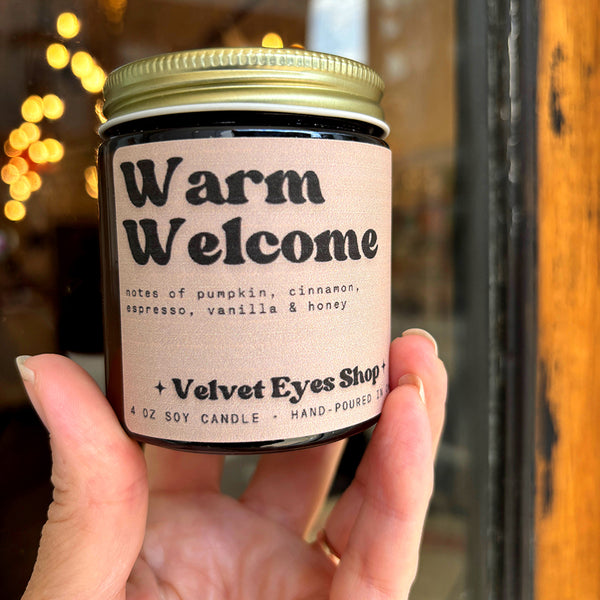 Warm
Welcome
notes of pumpkin, cinnamon,
espresso, vanilla & honey
Velvet Eyes Shop
4 OZ SOY CANDLE - HAND-POURED IN